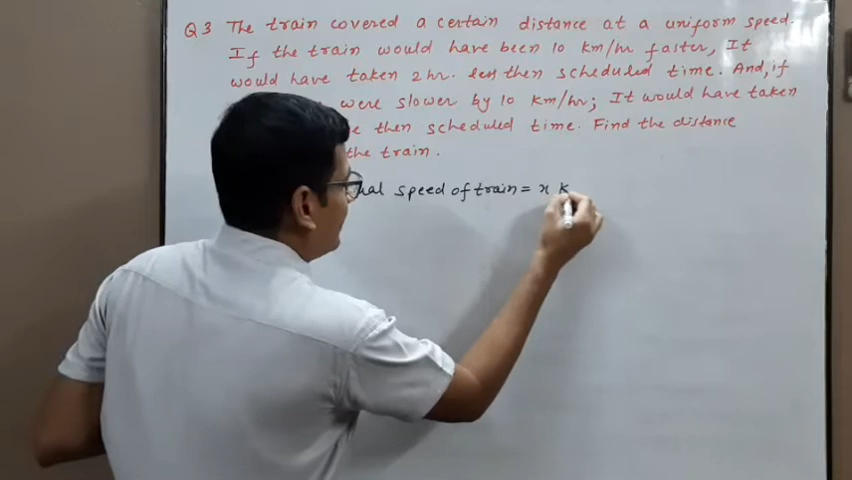 Q3 The train covered a certain distance at a uniform speed.
If the train would have been 10 km/hr faster, It
would have taken 2 hr. less then scheduled time. And, if
were slower by 10 km/hr; It would have taken
then scheduled time. Find the distance
the train.
speed of train = x k